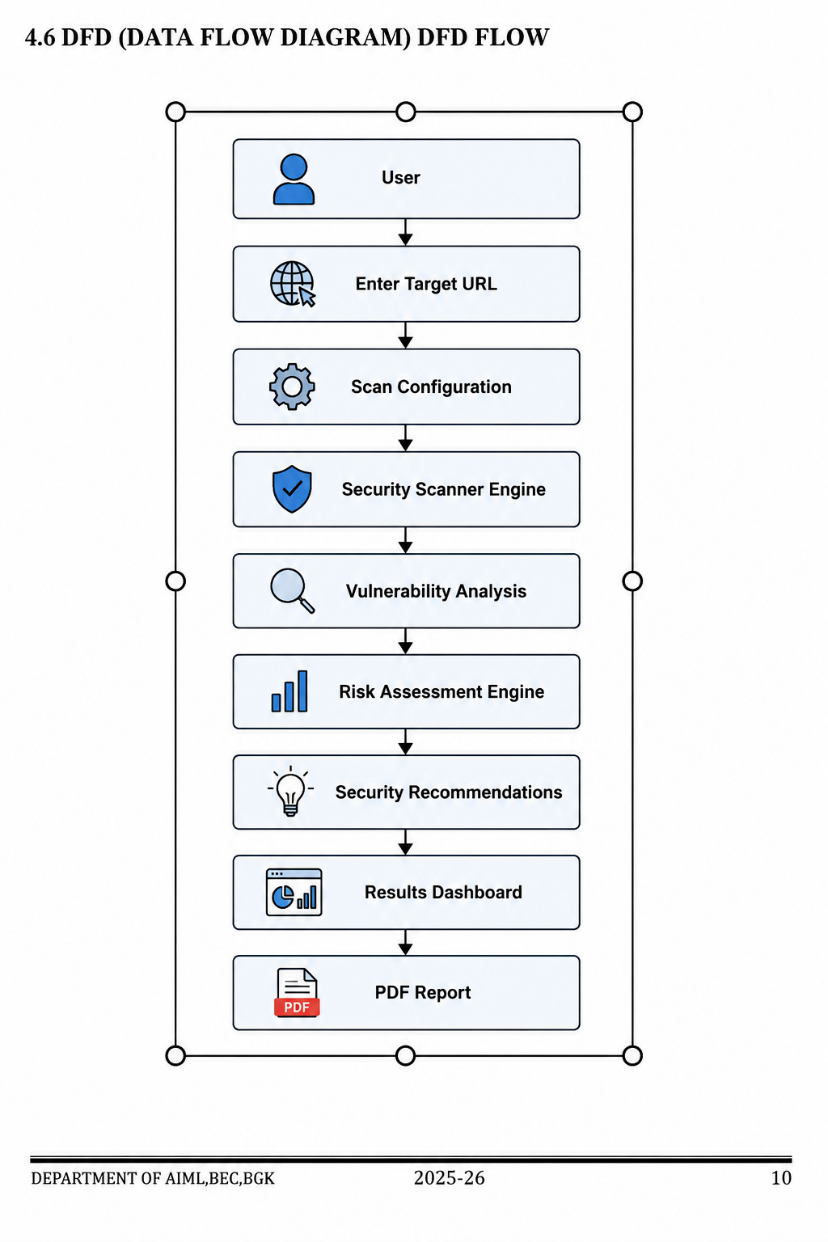 4.6 DFD (DATA FLOW DIAGRAM) DFD FLOW
User
Enter Target URL
Scan Configuration
Security Scanner Engine
Vulnerability Analysis
Risk Assessment Engine
Security Recommendations
Results Dashboard
PDF
PDF Report
DEPARTMENT OF AIML,BEC,BGK 2025-26 10